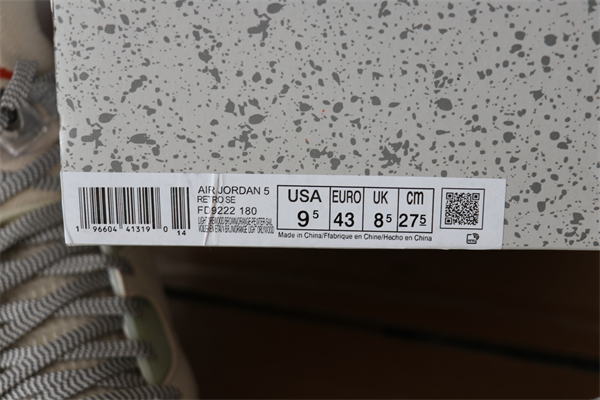 AIR JORDAN 5
RETRO SE
FD9222 180
USA EURO UK cm
9 5 43 8 5 27 5
Made in China/Ffabrique en Chine/Hecho en China
1 96604 41319 0 14